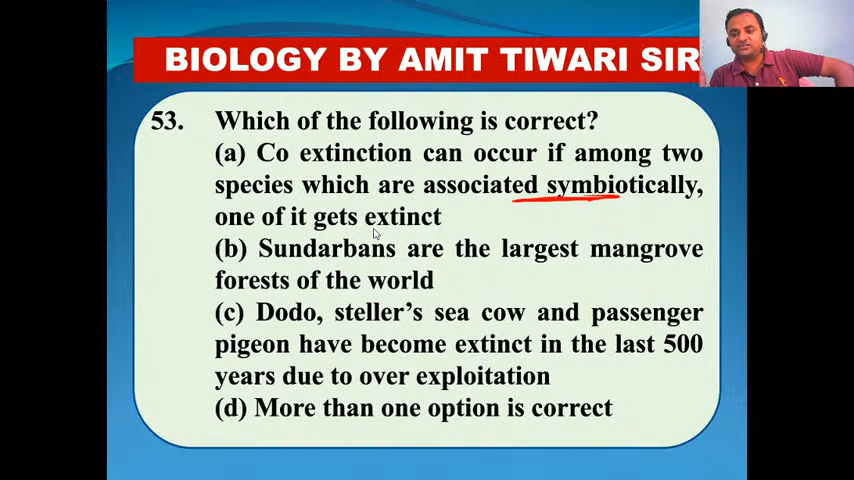 BIOLOGY BY AMIT TIWARI SIR
53. Which of the following is correct?
(a) Co extinction can occur if among two
species which are associated symbiotically,
one of it gets extinct
(b) Sundarbans are the largest mangrove
forests of the world
(c) Dodo, steller's sea cow and passenger
pigeon have become extinct in the last 500
years due to over exploitation
(d) More than one option is correct